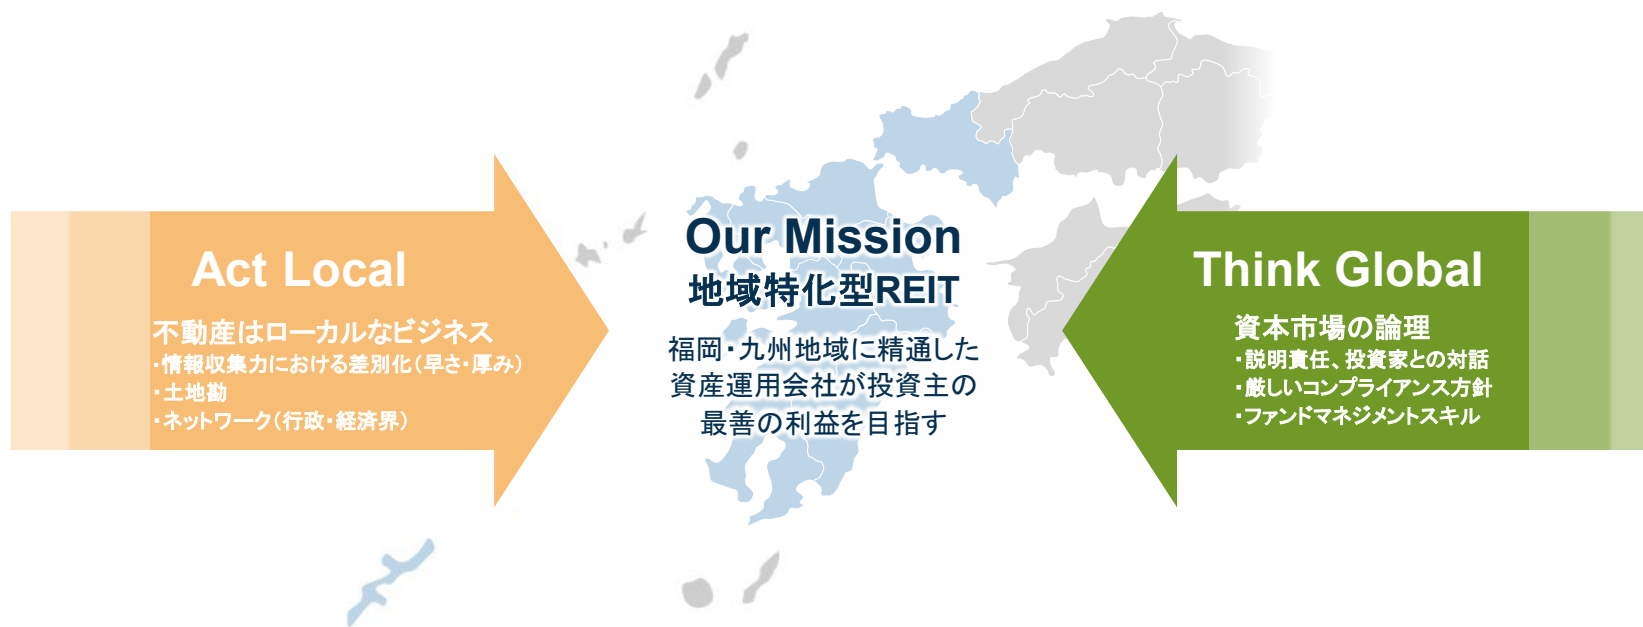 Act Local
不動産はローカルなビジネス
・情報収集力における差別化（早さ・厚み）
・土地勘
・ネットワーク（行政・経済界）
Our Mission
地域特化型REIT
福岡・九州地域に精通した
資産運用会社が投資主の
最善の利益を目指す
Think Global
資本市場の論理
・説明責任、投資家との対話
・厳しいコンプライアンス方針
・ファンドマネジメントスキル